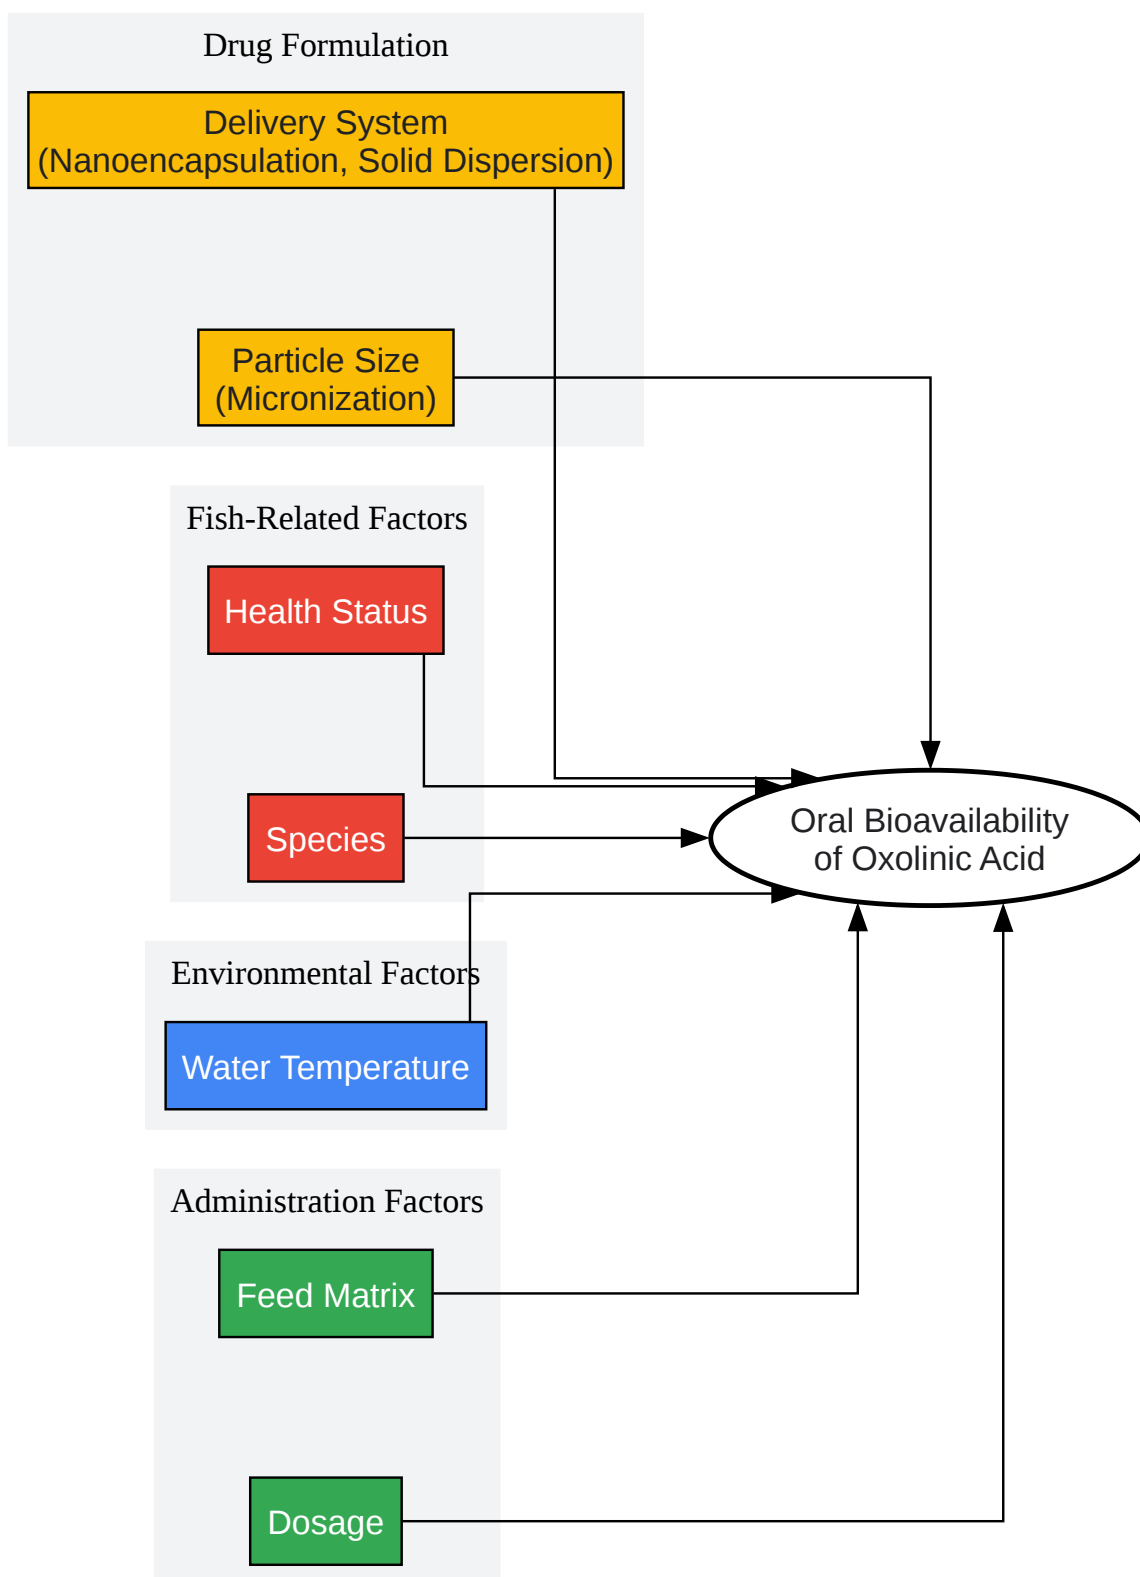 Drug Formulation
Delivery System
(Nanoencapsulation, Solid Dispersion)
Particle Size
(Micronization)
Fish-Related Factors
Health Status
Species
Oral Bioavailability
of Oxolinic Acid
Environmental Factors
Water Temperature
Administration Factors
Feed Matrix
Dosage